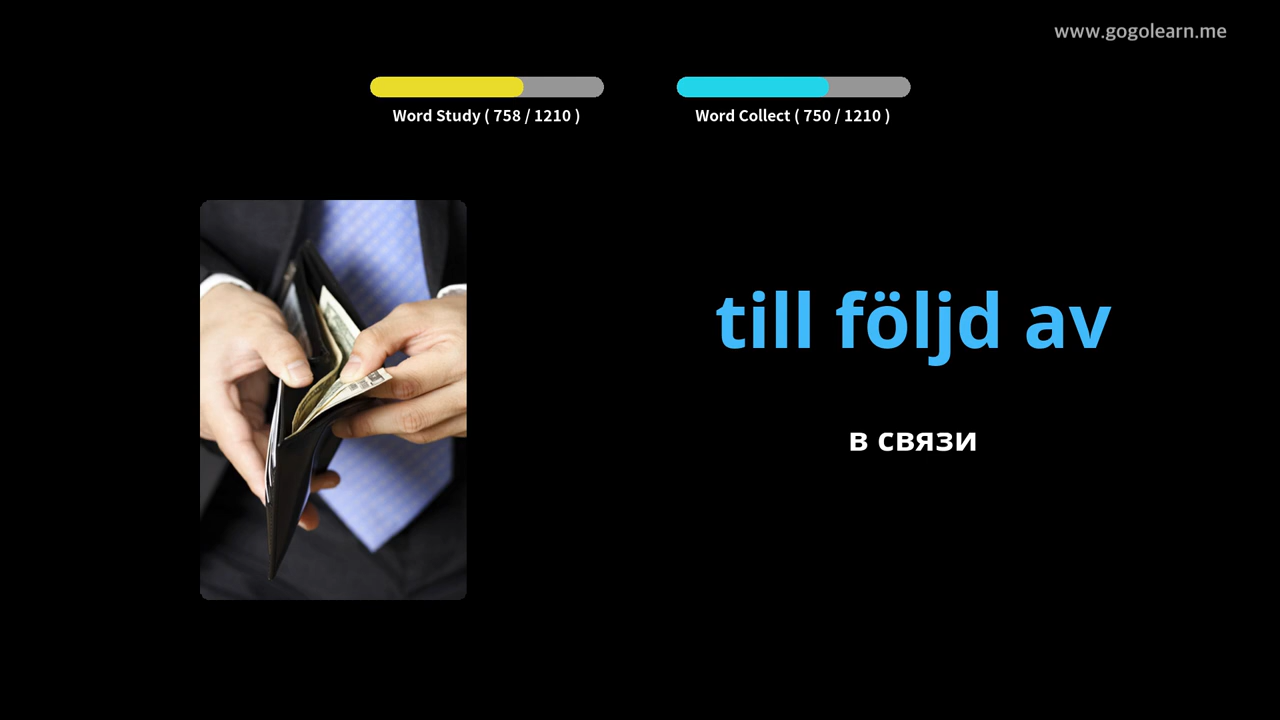 www.gogolearn.me
Word Study ( 758 / 1210 )
Word Collect ( 750 / 1210 )
till följd av
в связи